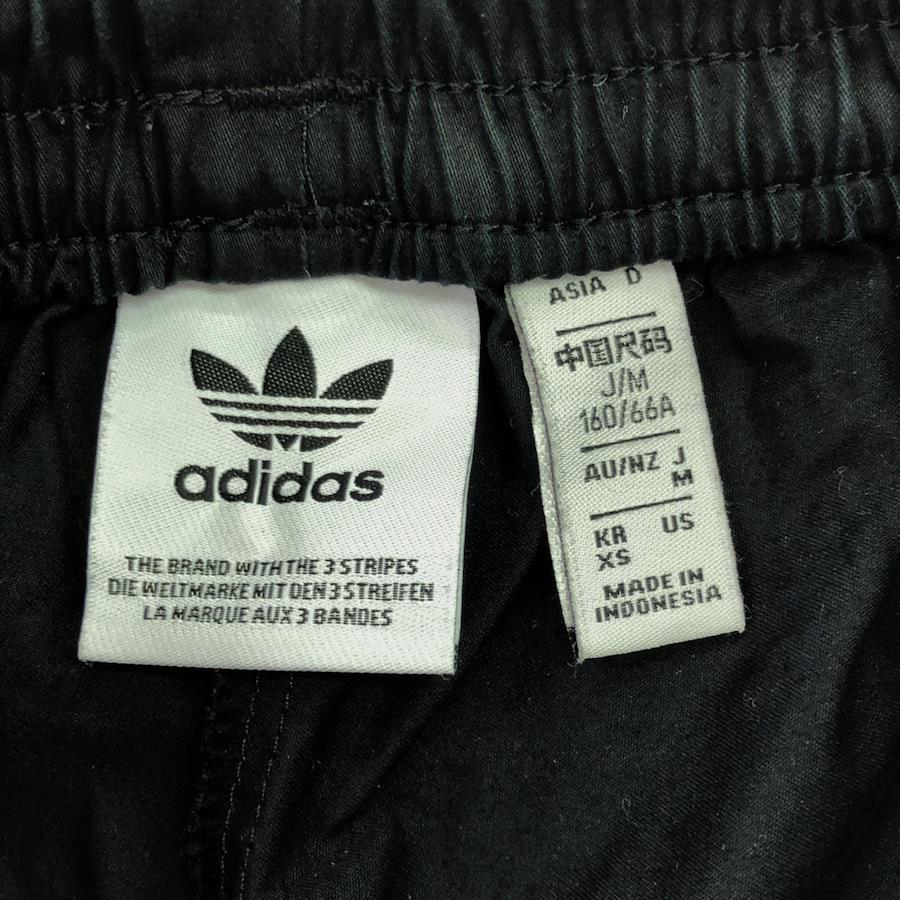 adidas
THE BRAND WITH THE 3 STRIPES
DIE WELTMARKE MIT DEN 3 STREIFEN
LA MARQUE AUX 3 BANDES
ASIA D
中国尺码
J/M
160/66A
AU/NZ J
M
KR US
XS
MADE IN
INDONESIA